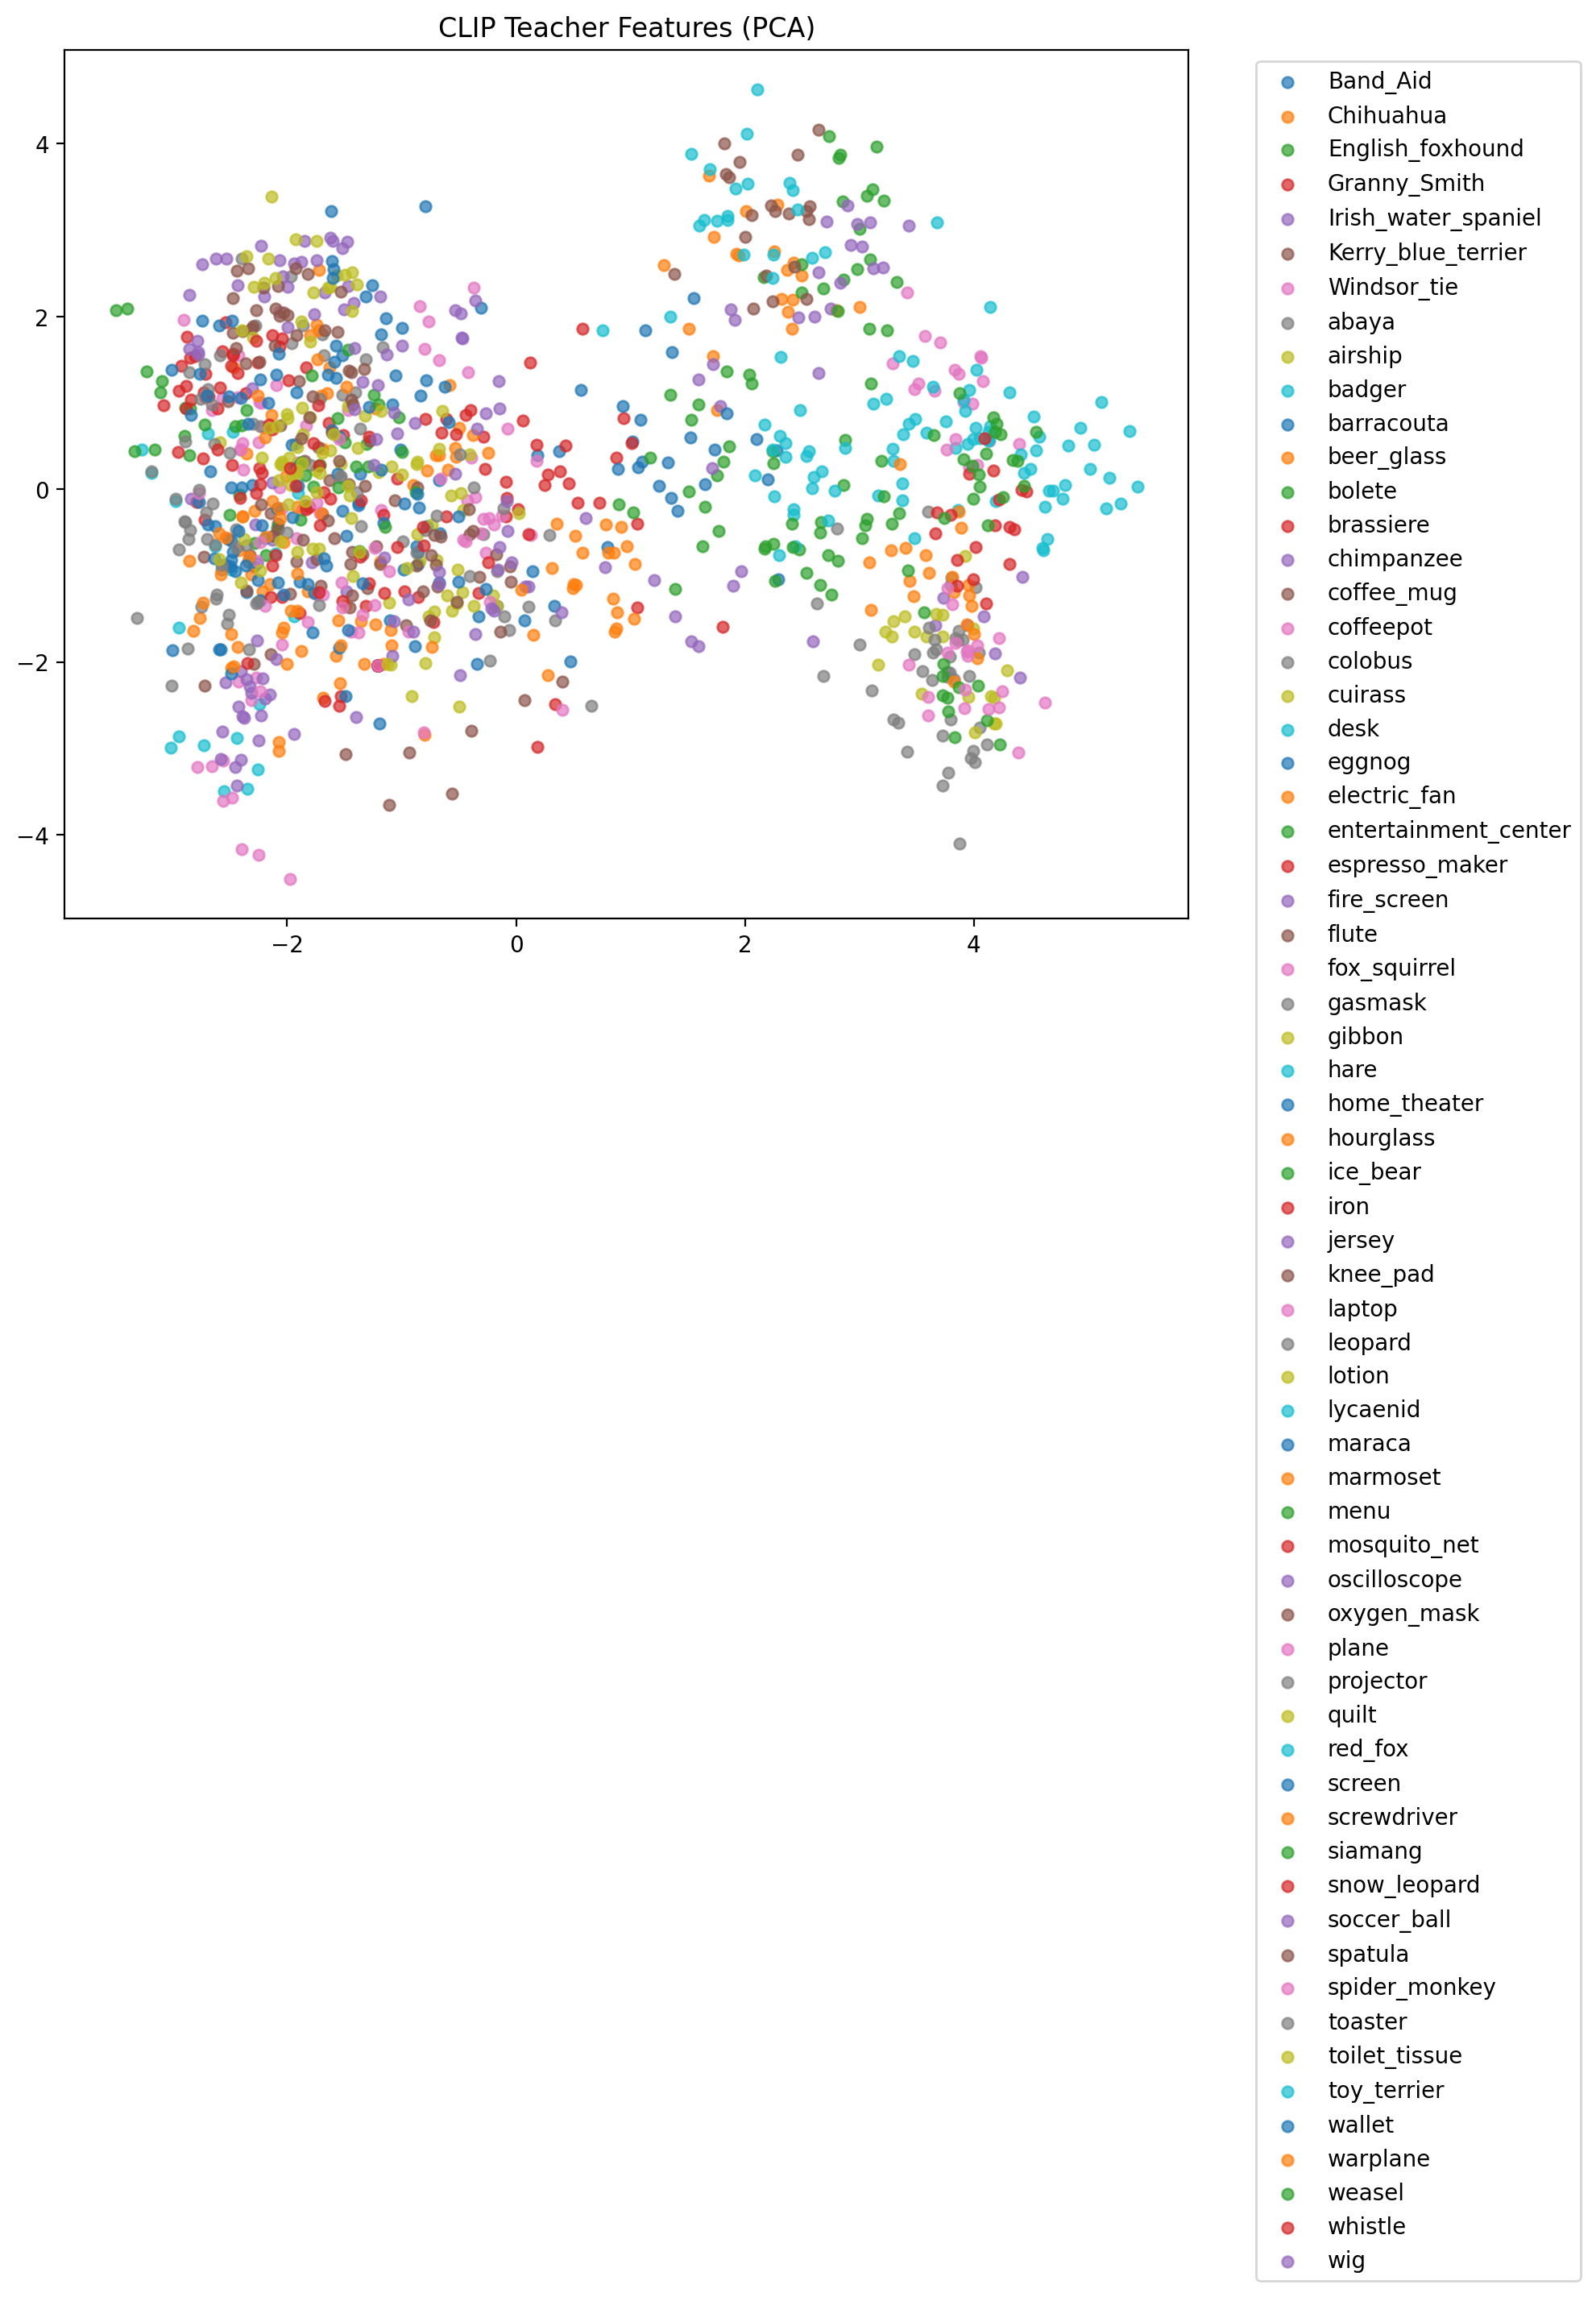 CLIP Teacher Features (PCA)
4
2
0
−2
−4
−2
0
2
4
Band_Aid
Chihuahua
English_foxhound
Granny_Smith
Irish_water_spaniel
Kerry_blue_terrier
Windsor_tie
abaya
airship
badger
barracouta
beer_glass
bolete
brassiere
chimpanzee
coffee_mug
coffeepot
colobus
cuirass
desk
eggnog
electric_fan
entertainment_center
espresso_maker
fire_screen
flute
fox_squirrel
gasmask
gibbon
hare
home_theater
hourglass
ice_bear
iron
jersey
knee_pad
laptop
leopard
lotion
lycaenid
maraca
marmoset
menu
mosquito_net
oscilloscope
oxygen_mask
plane
projector
quilt
red_fox
screen
screwdriver
siamang
snow_leopard
soccer_ball
spatula
spider_monkey
toaster
toilet_tissue
toy_terrier
wallet
warplane
weasel
whistle
wig